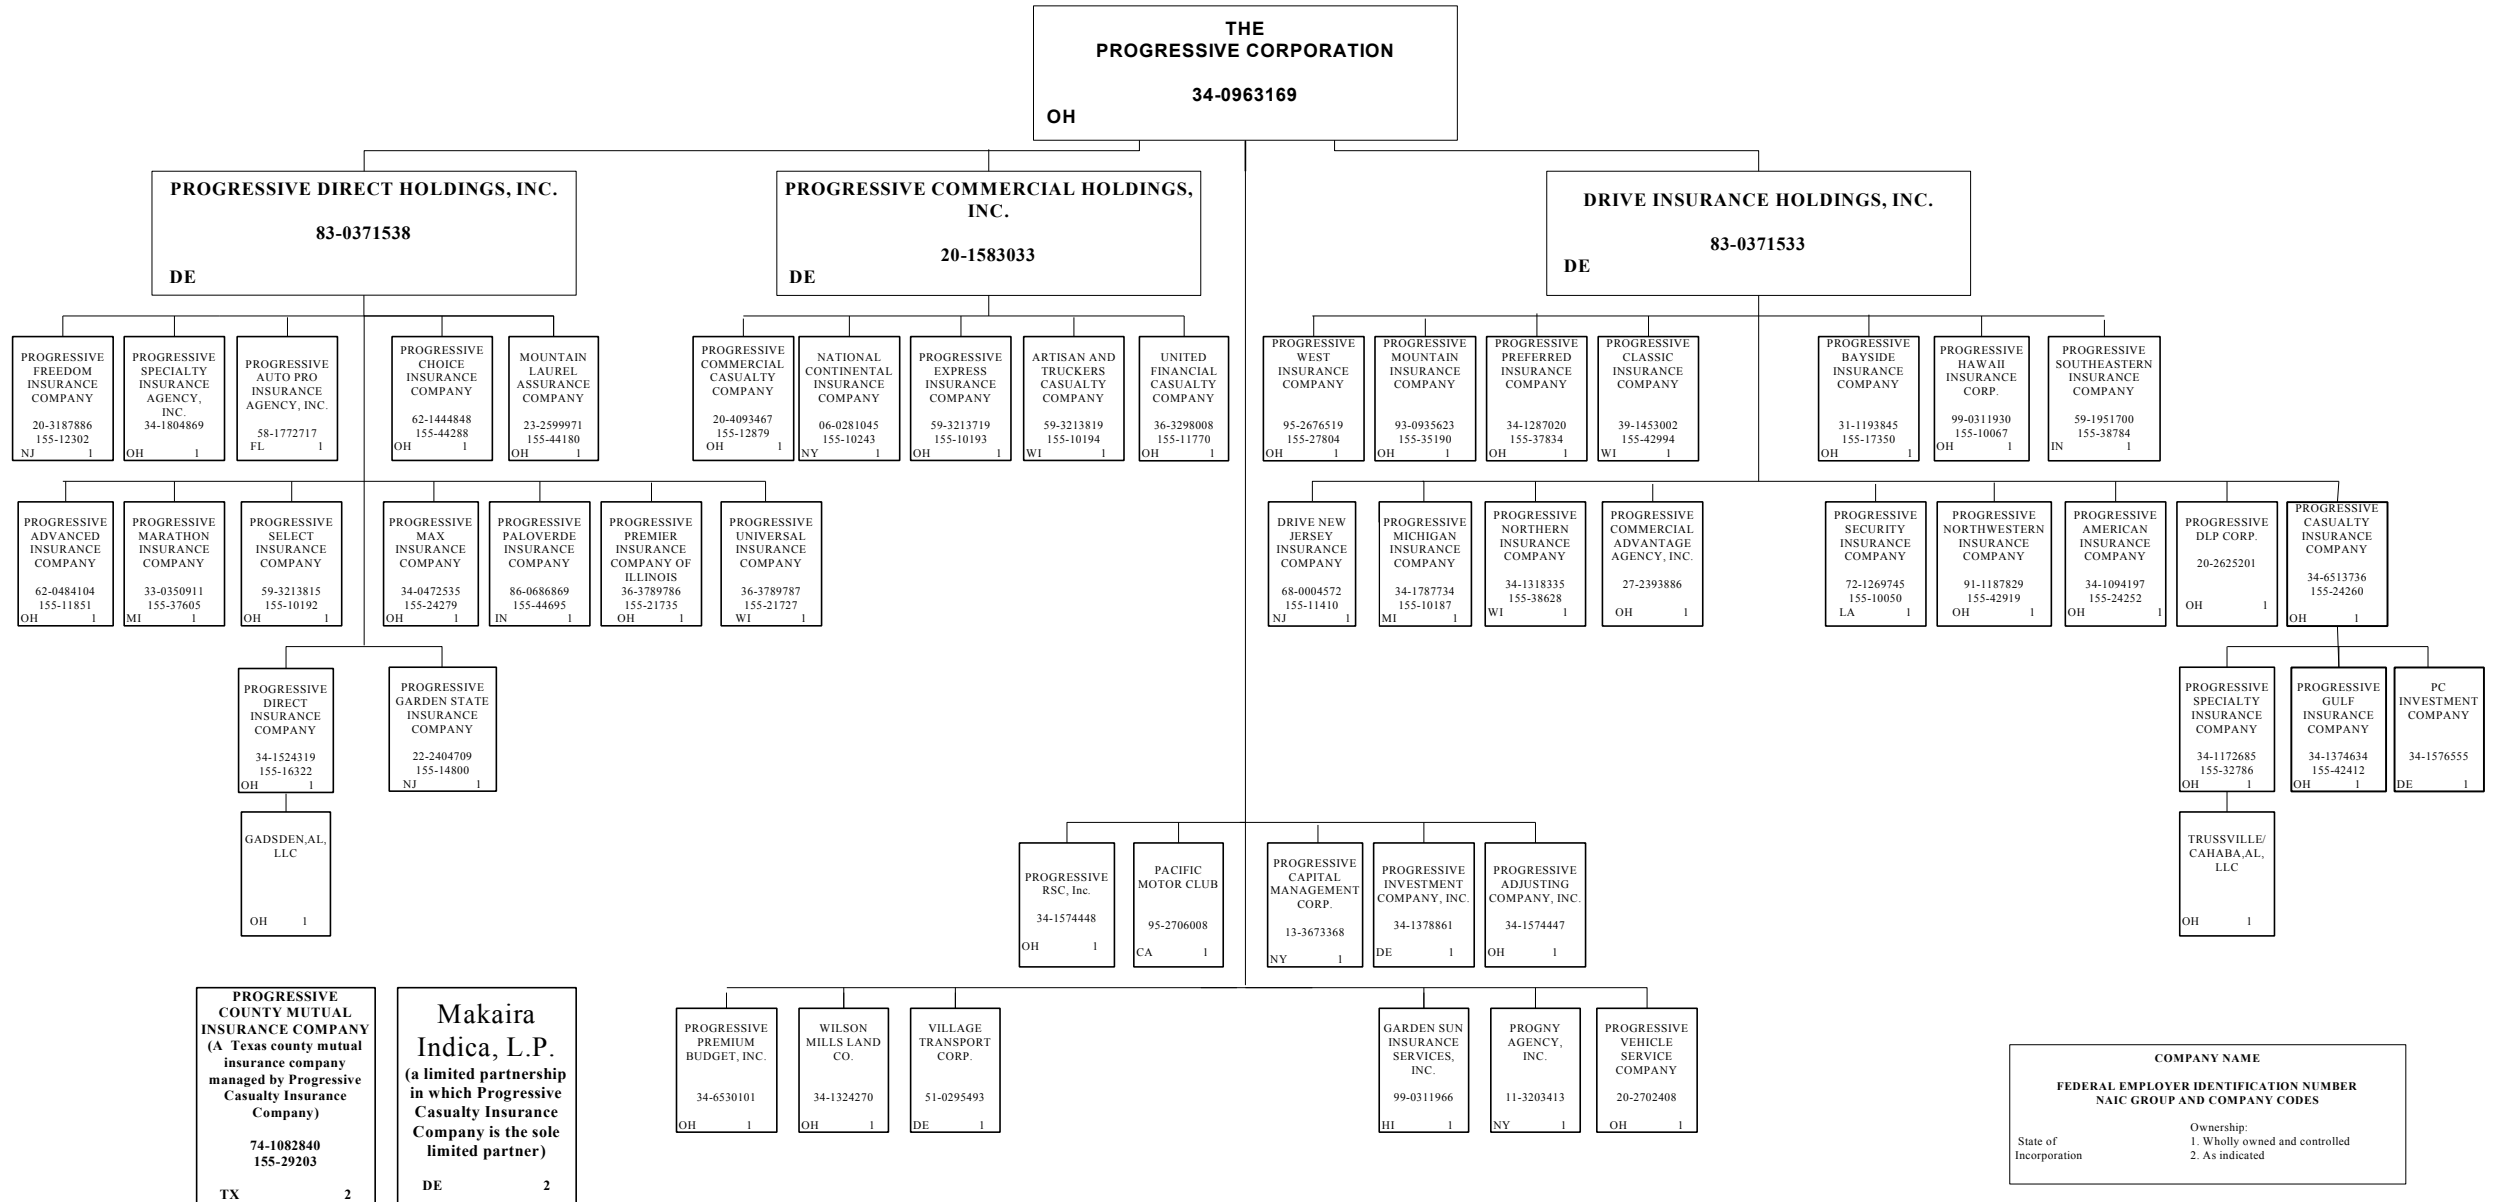 THE
PROGRESSIVE CORPORATION
34-0963169
OH
PROGRESSIVE DIRECT HOLDINGS, INC.
83-0371538
DE
PROGRESSIVE COMMERCIAL HOLDINGS,
INC.
20-1583033
DE
DRIVE INSURANCE HOLDINGS, INC.
83-0371533
DE
PROGRESSIVE
FREEDOM
INSURANCE
COMPANY
20-3187886
155-12302
NJ 1
PROGRESSIVE
SPECIALTY
INSURANCE
AGENCY,
INC.
34-1804869
OH 1
PROGRESSIVE
AUTO PRO
INSURANCE
AGENCY, INC.
58-1772717
FL 1
PROGRESSIVE
CHOICE
INSURANCE
COMPANY
62-1444848
155-44288
OH 1
MOUNTAIN
LAUREL
ASSURANCE
COMPANY
23-2599971
155-44180
OH 1
PROGRESSIVE
COMMERCIAL
CASUALTY
COMPANY
20-4093467
155-12879
OH 1
NATIONAL
CONTINENTAL
INSURANCE
COMPANY
06-0281045
155-10243
NY 1
PROGRESSIVE
EXPRESS
INSURANCE
COMPANY
59-3213719
155-10193
OH 1
ARTISAN AND
TRUCKERS
CASUALTY
COMPANY
59-3213819
155-10194
WI 1
UNITED
FINANCIAL
CASUALTY
COMPANY
36-3298008
155-11770
OH 1
PROGRESSIVE
WEST
INSURANCE
COMPANY
95-2676519
155-27804
OH 1
PROGRESSIVE
MOUNTAIN
INSURANCE
COMPANY
93-0935623
155-35190
OH 1
PROGRESSIVE
PREFERRED
INSURANCE
COMPANY
34-1287020
155-37834
OH 1
PROGRESSIVE
CLASSIC
INSURANCE
COMPANY
39-1453002
155-42994
WI 1
PROGRESSIVE
BAYSIDE
INSURANCE
COMPANY
31-1193845
155-17350
OH 1
PROGRESSIVE
HAWAII
INSURANCE
CORP.
99-0311930
155-10067
OH 1
PROGRESSIVE
SOUTHEASTERN
INSURANCE
COMPANY
59-1951700
155-38784
IN 1
PROGRESSIVE
ADVANCED
INSURANCE
COMPANY
62-0484104
155-11851
OH 1
PROGRESSIVE
MARATHON
INSURANCE
COMPANY
33-0350911
155-37605
MI 1
PROGRESSIVE
SELECT
INSURANCE
COMPANY
59-3213815
155-10192
OH 1
PROGRESSIVE
MAX
INSURANCE
COMPANY
34-0472535
155-24279
OH 1
PROGRESSIVE
PALOVERDE
INSURANCE
COMPANY
86-0686869
155-44695
IN 1
PROGRESSIVE
PREMIER
INSURANCE
COMPANY OF
ILLINOIS
36-3789786
155-21735
OH 1
PROGRESSIVE
UNIVERSAL
INSURANCE
COMPANY
36-3789787
155-21727
WI 1
DRIVE NEW
JERSEY
INSURANCE
COMPANY
68-0004572
155-11410
NJ 1
PROGRESSIVE
MICHIGAN
INSURANCE
COMPANY
34-1787734
155-10187
MI 1
PROGRESSIVE
NORTHERN
INSURANCE
COMPANY
34-1318335
155-38628
WI 1
PROGRESSIVE
COMMERCIAL
ADVANTAGE
AGENCY, INC.
27-2393886
OH 1
PROGRESSIVE
SECURITY
INSURANCE
COMPANY
72-1269745
155-10050
LA 1
PROGRESSIVE
NORTHWESTERN
INSURANCE
COMPANY
91-1187829
155-42919
OH 1
PROGRESSIVE
AMERICAN
INSURANCE
COMPANY
34-1094197
155-24252
OH 1
PROGRESSIVE
DLP CORP.
20-2625201
OH 1
PROGRESSIVE
CASUALTY
INSURANCE
COMPANY
34-6513736
155-24260
OH 1
PROGRESSIVE
DIRECT
INSURANCE
COMPANY
34-1524319
155-16322
OH 1
PROGRESSIVE
GARDEN STATE
INSURANCE
COMPANY
22-2404709
155-14800
NJ 1
PROGRESSIVE
SPECIALTY
INSURANCE
COMPANY
34-1172685
155-32786
OH 1
PROGRESSIVE
GULF
INSURANCE
COMPANY
34-1374634
155-42412
OH 1
PC
INVESTMENT
COMPANY
34-1576555
DE 1
GADSDEN,AL,
LLC
OH 1
TRUSSVILLE/
CAHABA,AL,
LLC
OH 1
PROGRESSIVE
RSC, Inc.
34-1574448
OH 1
PACIFIC
MOTOR CLUB
95-2706008
CA 1
PROGRESSIVE
CAPITAL
MANAGEMENT
CORP.
13-3673368
NY 1
PROGRESSIVE
INVESTMENT
COMPANY, INC.
34-1378861
DE 1
PROGRESSIVE
ADJUSTING
COMPANY, INC.
34-1574447
OH 1
PROGRESSIVE
COUNTY MUTUAL
INSURANCE COMPANY
(A Texas county mutual
insurance company
managed by Progressive
Casualty Insurance
Company)
74-1082840
155-29203
TX 2
Makaira
Indica, L.P.
(a limited partnership
in which Progressive
Casualty Insurance
Company is the sole
limited partner)
DE 2
PROGRESSIVE
PREMIUM
BUDGET, INC.
34-6530101
OH 1
WILSON
MILLS LAND
CO.
34-1324270
OH 1
VILLAGE
TRANSPORT
CORP.
51-0295493
DE 1
GARDEN SUN
INSURANCE
SERVICES,
INC.
99-0311966
HI 1
PROGNY
AGENCY,
INC.
11-3203413
NY 1
PROGRESSIVE
VEHICLE
SERVICE
COMPANY
20-2702408
OH 1
COMPANY NAME
FEDERAL EMPLOYER IDENTIFICATION NUMBER
NAIC GROUP AND COMPANY CODES
Ownership:
State of 1. Wholly owned and controlled
Incorporation 2. As indicated